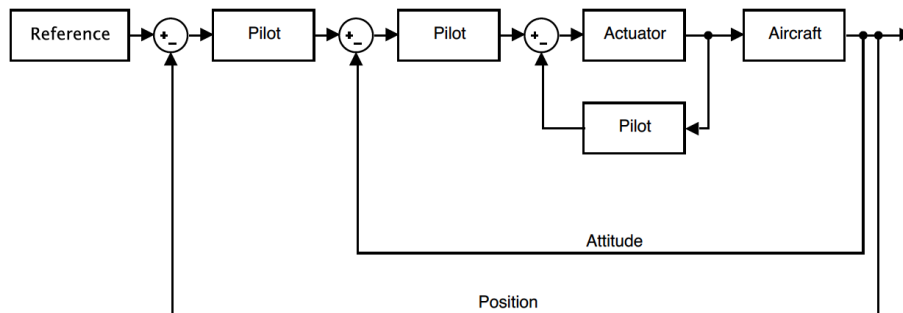 Reference
Pilot
Pilot
Actuator
Aircraft
Pilot
Attitude
Position